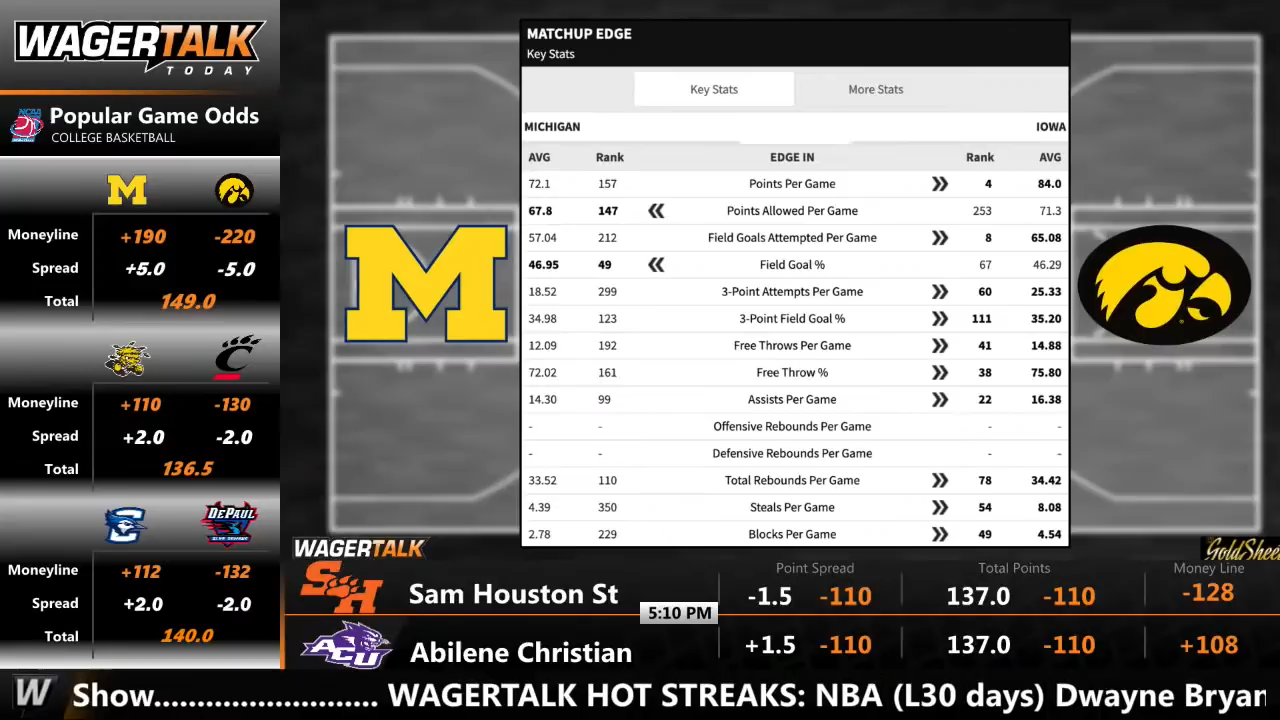 WAGERTALK
TODAY
Popular Game Odds
COLLEGE BASKETBALL
Moneyline +190 -220
Spread +5.0 -5.0
Total 149.0
Moneyline +110 -130
Spread +2.0 -2.0
Total 136.5
DEPAUL
BLUE DEMONS
Moneyline +112 -132
Spread +2.0 -2.0
Total 140.0
MATCHUP EDGE
Key Stats
Key Stats More Stats
MICHIGAN IOWA
AVG Rank EDGE IN Rank AVG
72.1 157 Points Per Game 4 84.0
67.8 147 Points Allowed Per Game 253 71.3
57.04 212 Field Goals Attempted Per Game 8 65.08
46.95 49 Field Goal % 67 46.29
18.52 299 3-Point Attempts Per Game 60 25.33
34.98 123 3-Point Field Goal % 111 35.20
12.09 192 Free Throws Per Game 41 14.88
72.02 161 Free Throw % 38 75.80
14.30 99 Assists Per Game 22 16.38
- - Offensive Rebounds Per Game - -
- - Defensive Rebounds Per Game - -
33.52 110 Total Rebounds Per Game 78 34.42
4.39 350 Steals Per Game 54 8.08
2.78 229 Blocks Per Game 49 4.54
WAGERTALK
GoldShee
Point Spread Total Points Money Line
SH Sam Houston St -1.5 -110 137.0 -110 -128
5:10 PM
ACU Abilene Christian +1.5 -110 137.0 -110 +108
W Show......................... WAGERTALK HOT STREAKS: NBA (L30 days) Dwayne Bryan